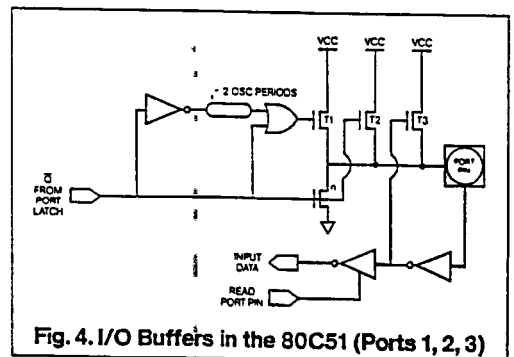 VCC VCC VCC
2 OSC PERIODS
T1 T2 T3
Q
FROM
PORT
LATCH
n
PORT
PIN
INPUT
DATA
READ
PORT PIN
Fig. 4. I/O Buffers in the 80C51 (Ports 1, 2, 3)